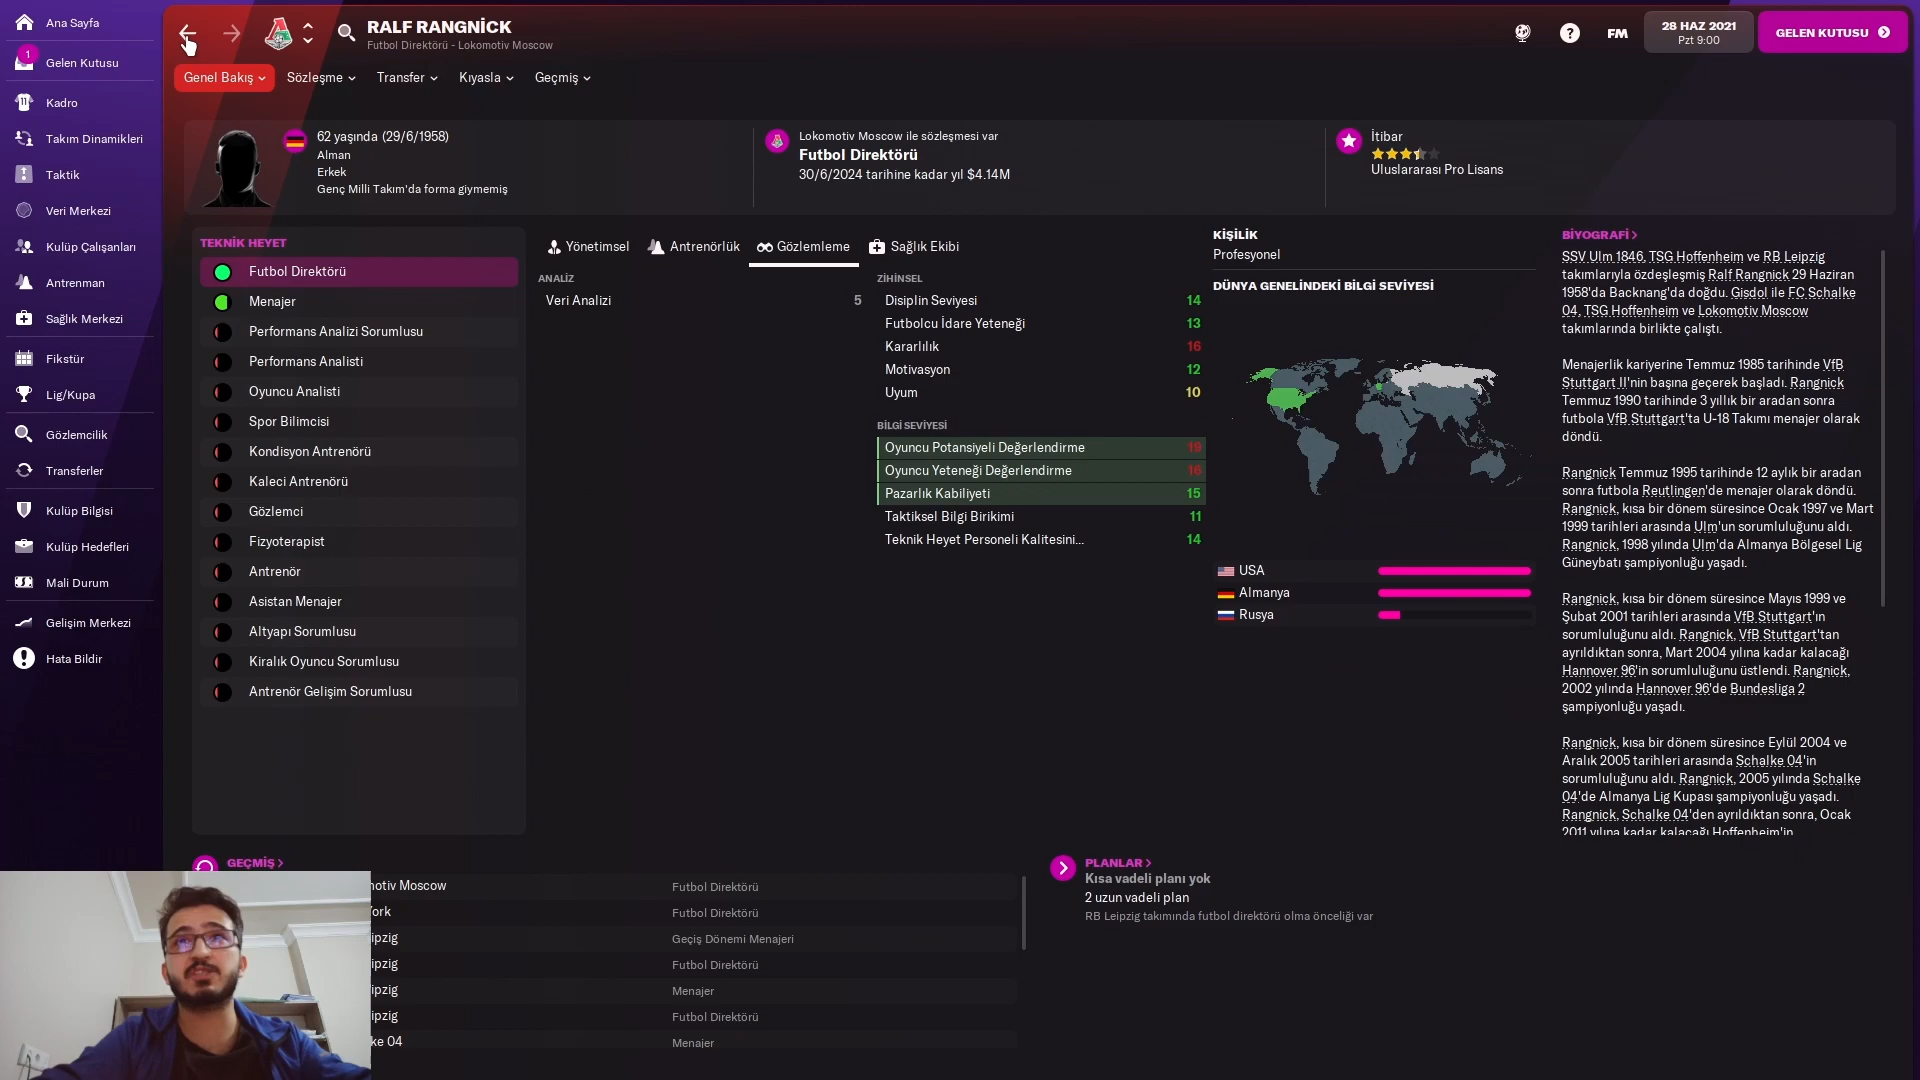 Ana Sayfa
1
Gelen Kutusu
Kadro
Takım Dinamikleri
Taktik
Veri Merkezi
Kulüp Çalışanları
Antrenman
Sağlık Merkezi
Fikstür
Lig/Kupa
Gözlemcilik
Transferler
Kulüp Bilgisi
Kulüp Hedefleri
Mali Durum
Gelişim Merkezi
Hata Bildir
RALF RANGNİCK
Futbol Direktörü - Lokomotiv Moscow
FM
28 HAZ 2021
Pzt 9:00
GELEN KUTUSU
Genel Bakış
Sözleşme
Transfer
Kıyasla
Geçmiş
62 yaşında (29/6/1958)
Alman
Erkek
Genç Milli Takım'da forma giymemiş
Lokomotiv Moscow ile sözleşmesi var
Futbol Direktörü
30/6/2024 tarihine kadar yıl $4.14M
İtibar
Uluslararası Pro Lisans
TEKNİK HEYET
Futbol Direktörü
Menajer
Performans Analizi Sorumlusu
Performans Analisti
Oyuncu Analisti
Spor Bilimcisi
Kondisyon Antrenörü
Kaleci Antrenörü
Gözlemci
Fizyoterapist
Antrenör
Asistan Menajer
Altyapı Sorumlusu
Kiralık Oyuncu Sorumlusu
Antrenör Gelişim Sorumlusu
Yönetimsel
Antrenörlük
Gözlemleme
Sağlık Ekibi
ANALİZ
Veri Analizi 5
ZİHİNSEL
Disiplin Seviyesi 14
Futbolcu İdare Yeteneği 13
Kararlılık 16
Motivasyon 12
Uyum 10
BİLGİ SEVİYESİ
Oyuncu Potansiyeli Değerlendirme 19
Oyuncu Yeteneği Değerlendirme 16
Pazarlık Kabiliyeti 15
Taktiksel Bilgi Birikimi 11
Teknik Heyet Personeli Kalitesini... 14
KİŞİLİK
Profesyonel
DÜNYA GENELİNDEKİ BİLGİ SEVİYESİ
USA
Almanya
Rusya
BİYOGRAFİ >
SSV Ulm 1846, TSG Hoffenheim ve RB Leipzig
takımlarıyla özdeşleşmiş Ralf Rangnick 29 Haziran
1958'da Backnang'da doğdu. Gisdol ile FC Schalke
04, TSG Hoffenheim ve Lokomotiv Moscow
takımlarında birlikte çalıştı.
Menajerlik kariyerine Temmuz 1985 tarihinde VfB
Stuttgart II'nin başına geçerek başladı. Rangnick
Temmuz 1990 tarihinde 3 yıllık bir aradan sonra
futbola VfB Stuttgart'ta U-18 Takımı menajer olarak
döndü.
Rangnick Temmuz 1995 tarihinde 12 aylık bir aradan
sonra futbola Reutlingen'de menajer olarak döndü.
Rangnick, kısa bir dönem süresince Ocak 1997 ve Mart
1999 tarihleri arasında Ulm'un sorumluluğunu aldı.
Rangnick, 1998 yılında Ulm'da Almanya Bölgesel Lig
Güneybatı şampiyonluğu yaşadı.
Rangnick, kısa bir dönem süresince Mayıs 1999 ve
Şubat 2001 tarihleri arasında VfB Stuttgart'ın
sorumluluğunu aldı. Rangnick, VfB Stuttgart'tan
ayrıldıktan sonra, Mart 2004 yılına kadar kalacağı
Hannover 96'in sorumluluğunu üstlendi. Rangnick,
2002 yılında Hannover 96'de Bundesliga 2
şampiyonluğu yaşadı.
Rangnick, kısa bir dönem süresince Eylül 2004 ve
Aralık 2005 tarihleri arasında Schalke 04'in
sorumluluğunu aldı. Rangnick, 2005 yılında Schalke
04'de Almanya Lig Kupası şampiyonluğu yaşadı.
Rangnick, Schalke 04'den ayrıldıktan sonra, Ocak
2011 yılına kadar kalacağı Hoffenheim'in
GEÇMİŞ >
motiv Moscow Futbol Direktörü
York Futbol Direktörü
ipzig Geçiş Dönemi Menajeri
ipzig Futbol Direktörü
ipzig Menajer
ipzig Futbol Direktörü
ke 04 Menajer
PLANLAR >
Kısa vadeli planı yok
2 uzun vadeli plan
RB Leipzig takımında futbol direktörü olma önceliği var